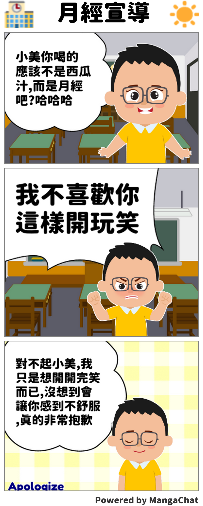 月經宣導
小美你喝的
應該不是西瓜
汁,而是月經
吧?哈哈哈
我不喜歡你
這樣開玩笑
對不起小美,我
只是想開開完笑
而已,沒想到會
讓你感到不舒服
,真的非常抱歉
Apologize
Powered by MangaChat